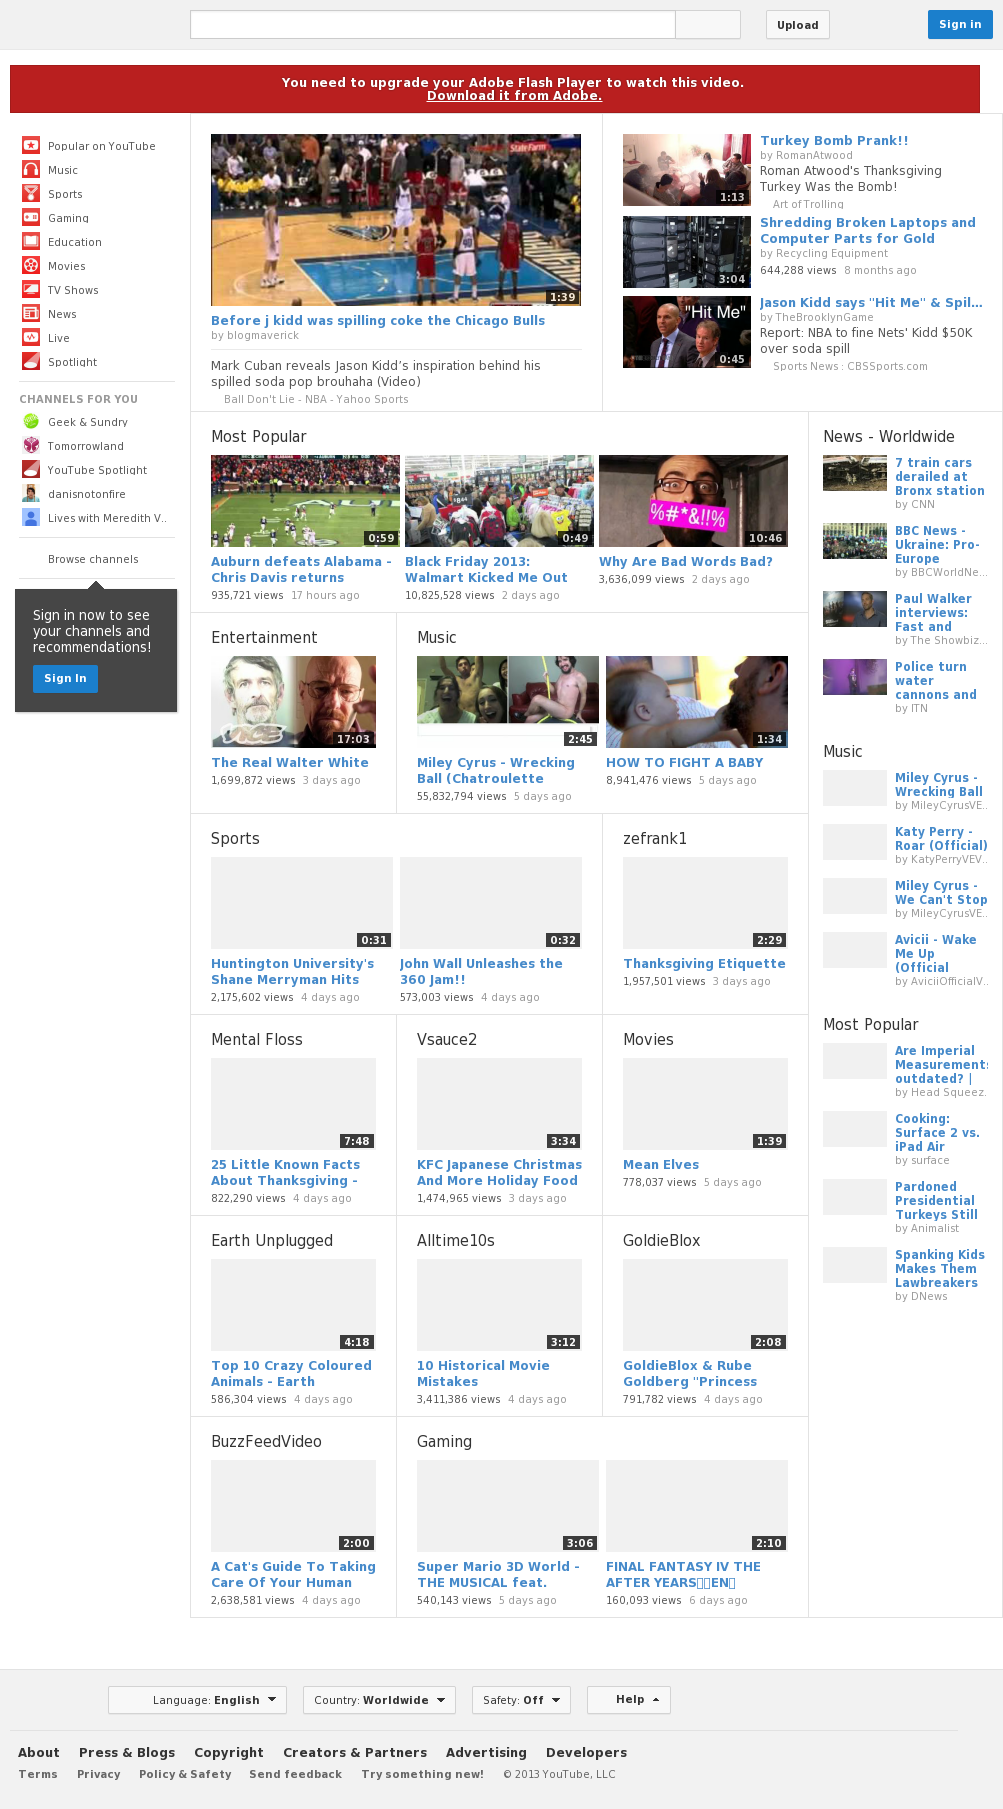 Upload
Sign in
You need to upgrade your Adobe Flash Player to watch this video.
Download it from Adobe.
Popular on YouTube
Music
Sports
Gaming
Education
Movies
TV Shows
News
Live
Spotlight
CHANNELS FOR YOU
Geek & Sundry
Tomorrowland
YouTube Spotlight
danisnotonfire
Lives with Meredith V..
Browse channels
Sign in now to see
your channels and
recommendations!
Sign In
State Farm
1:39
Before j kidd was spilling coke the Chicago Bulls
by blogmaverick
Mark Cuban reveals Jason Kidd’s inspiration behind his
spilled soda pop brouhaha (Video)
Ball Don't Lie - NBA - Yahoo Sports
1:13
Turkey Bomb Prank!!
by RomanAtwood
Roman Atwood's Thanksgiving
Turkey Was the Bomb!
Art of Trolling
3:04
Shredding Broken Laptops and
Computer Parts for Gold
by Recycling Equipment
644,288 views 8 months ago
"Hit Me"
0:45
Jason Kidd says "Hit Me" & Spil...
by TheBrooklynGame
Report: NBA to fine Nets' Kidd $50K
over soda spill
Sports News : CBSSports.com
Most Popular
0:59
Auburn defeats Alabama -
Chris Davis returns
935,721 views 17 hours ago
0:49
Black Friday 2013:
Walmart Kicked Me Out
10,825,528 views 2 days ago
%#*&!!%
10:46
Why Are Bad Words Bad?
3,636,099 views 2 days ago
Entertainment
17:03
The Real Walter White
1,699,872 views 3 days ago
Music
2:45
Miley Cyrus - Wrecking
Ball (Chatroulette
55,832,794 views 5 days ago
1:34
HOW TO FIGHT A BABY
8,941,476 views 5 days ago
Sports
0:31
Huntington University's
Shane Merryman Hits
2,175,602 views 4 days ago
0:32
John Wall Unleashes the
360 Jam!!
573,003 views 4 days ago
zefrank1
2:29
Thanksgiving Etiquette
1,957,501 views 3 days ago
Mental Floss
7:48
25 Little Known Facts
About Thanksgiving -
822,290 views 4 days ago
Vsauce2
3:34
KFC Japanese Christmas
And More Holiday Food
1,474,965 views 3 days ago
Movies
1:39
Mean Elves
778,037 views 5 days ago
Earth Unplugged
4:18
Top 10 Crazy Coloured
Animals - Earth
586,304 views 4 days ago
Alltime10s
3:12
10 Historical Movie
Mistakes
3,411,386 views 4 days ago
GoldieBlox
2:08
GoldieBlox & Rube
Goldberg "Princess
791,782 views 4 days ago
BuzzFeedVideo
2:00
A Cat's Guide To Taking
Care Of Your Human
2,638,581 views 4 days ago
Gaming
3:06
Super Mario 3D World -
THE MUSICAL feat.
540,143 views 5 days ago
2:10
FINAL FANTASY IV THE
AFTER YEARS EN
160,093 views 6 days ago
News - Worldwide
7 train cars
derailed at
Bronx station
by CNN
BBC News -
Ukraine: Pro-
Europe
by BBCWorldNe...
Paul Walker
interviews:
Fast and
by The Showbiz...
Police turn
water
cannons and
by ITN
Music
Miley Cyrus -
Wrecking Ball
by MileyCyrusVE..
Katy Perry -
Roar (Official)
by KatyPerryVEV..
Miley Cyrus -
We Can't Stop
by MileyCyrusVE..
Avicii - Wake
Me Up
(Official
by AviciiOfficialV..
Most Popular
Are Imperial
Measurements
outdated? |
by Head Squeez.
Cooking:
Surface 2 vs.
iPad Air
by surface
Pardoned
Presidential
Turkeys Still
by Animalist
Spanking Kids
Makes Them
Lawbreakers
by DNews
Language: English
Country: Worldwide
Safety: Off
Help
About Press & Blogs Copyright Creators & Partners Advertising Developers
Terms Privacy Policy & Safety Send feedback Try something new! © 2013 YouTube, LLC